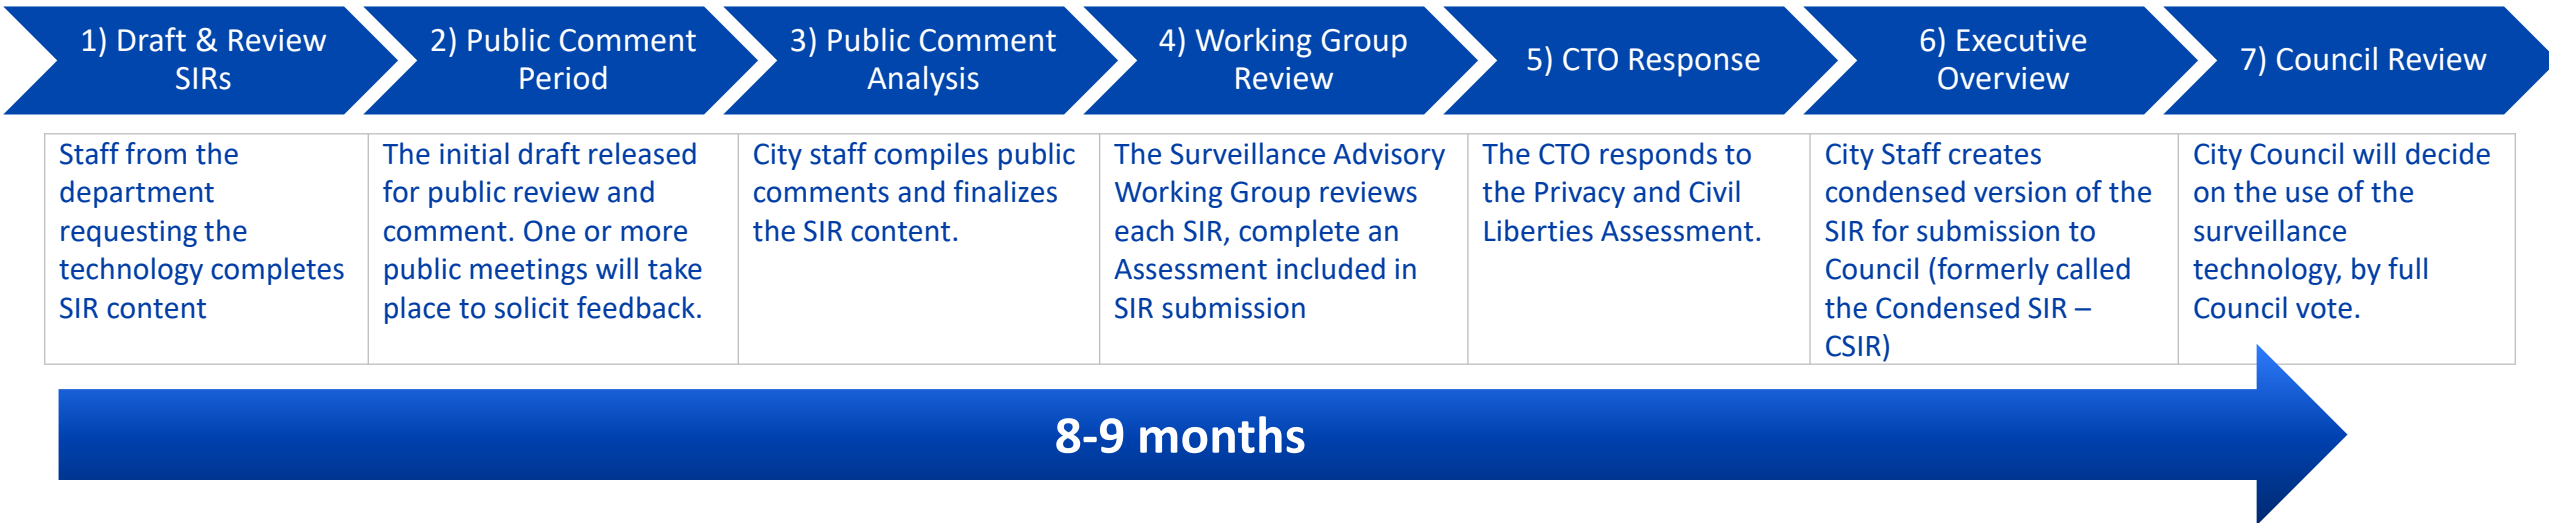 1) Draft & Review
SIRs
2) Public Comment
Period
3) Public Comment
Analysis
4) Working Group
Review
5) CTO Response
6) Executive
Overview
7) Council Review
Staff from the
department
requesting the
technology completes
SIR content
The initial draft released
for public review and
comment. One or more
public meetings will take
place to solicit feedback.
City staff compiles public
comments and finalizes
the SIR content.
The Surveillance Advisory
Working Group reviews
each SIR, complete an
Assessment included in
SIR submission
The CTO responds to
the Privacy and Civil
Liberties Assessment.
City Staff creates
condensed version of the
SIR for submission to
Council (formerly called
the Condensed SIR –
CSIR)
City Council will decide
on the use of the
surveillance
technology, by full
Council vote.
8-9 months